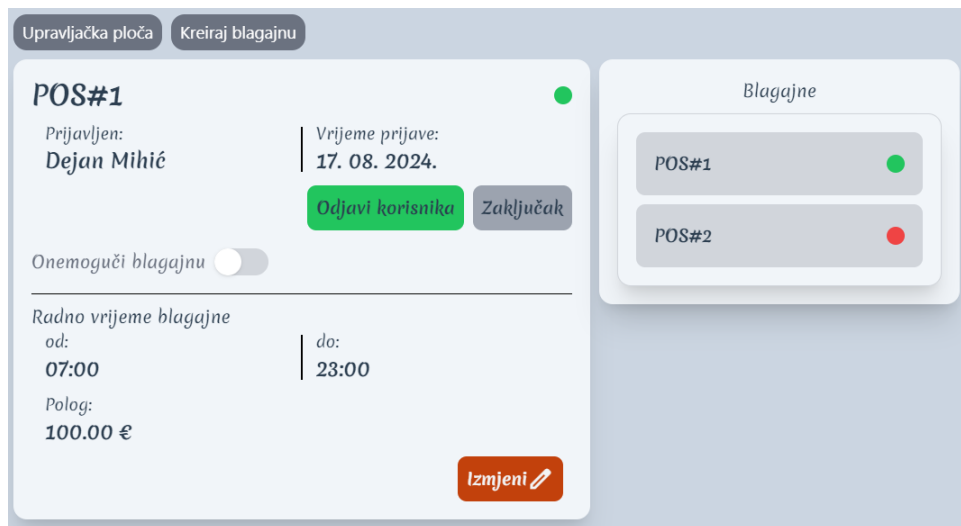 Upravljačka ploča
Kreiraj blagajnu
POS#1
Prijavljen:
Dejan Mihić
Vrijeme prijave:
17. 08. 2024.
Odjavi korisnika
Zaključak
Onemoguči blagajnu
Radno vrijeme blagajne
od:
07:00
do:
23:00
Polog:
100.00 €
Izmjeni
Blagajne
POS#1
POS#2